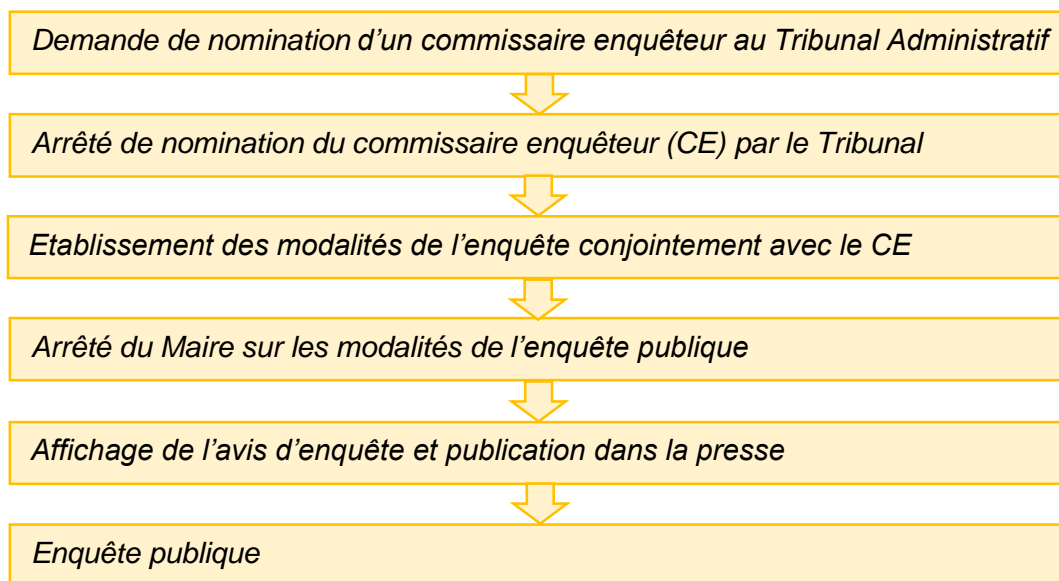 Demande de nomination d’un commissaire enquêteur au Tribunal Administratif
Arrêté de nomination du commissaire enquêteur (CE) par le Tribunal
Etablissement des modalités de l’enquête conjointement avec le CE
Arrêté du Maire sur les modalités de l’enquête publique
Affichage de l’avis d’enquête et publication dans la presse
Enquête publique